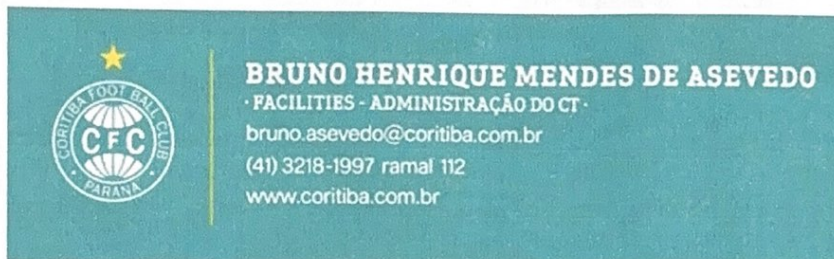 CORITIBA FOOT BALL CLUB
CFC
· PARANÁ ·
BRUNO HENRIQUE MENDES DE ASEVEDO
· FACILITIES - ADMINISTRAÇÃO DO CT ·
bruno.asevedo@coritiba.com.br
(41) 3218-1997 ramal 112
www.coritiba.com.br